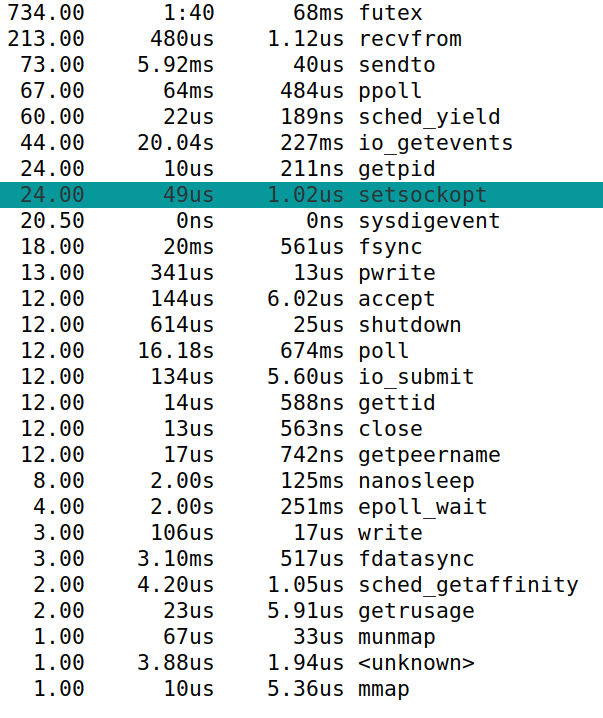 734.00 1:40 68ms futex
213.00 480us 1.12us recvfrom
73.00 5.92ms 40us sendto
67.00 64ms 484us ppoll
60.00 22us 189ns sched_yield
44.00 20.04s 227ms io_getevents
24.00 10us 211ns getpid
24.00 49us 1.02us setsockopt
20.50 0ns 0ns sysdigevent
18.00 20ms 561us fsync
13.00 341us 13us pwrite
12.00 144us 6.02us accept
12.00 614us 25us shutdown
12.00 16.18s 674ms poll
12.00 134us 5.60us io_submit
12.00 14us 588ns gettid
12.00 13us 563ns close
12.00 17us 742ns getpeername
8.00 2.00s 125ms nanosleep
4.00 2.00s 251ms epoll_wait
3.00 106us 17us write
3.00 3.10ms 517us fdatasync
2.00 4.20us 1.05us sched_getaffinity
2.00 23us 5.91us getrusage
1.00 67us 33us munmap
1.00 3.88us 1.94us <unknown>
1.00 10us 5.36us mmap